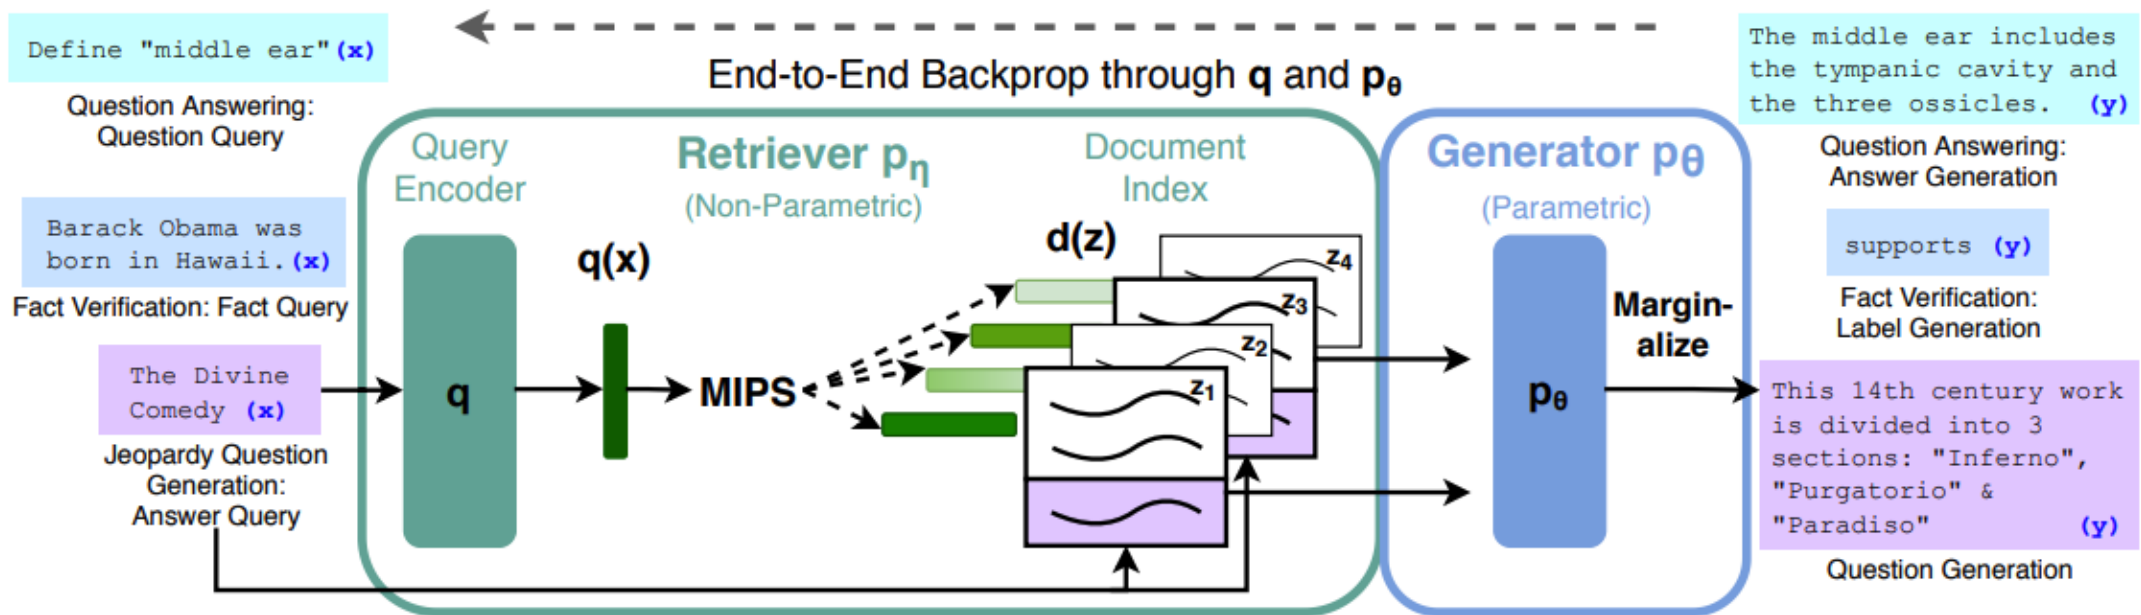 Define "middle ear" (x)
Question Answering:
Question Query
Barack Obama was
born in Hawaii. (x)
Fact Verification: Fact Query
The Divine
Comedy (x)
Jeopardy Question
Generation:
Answer Query
End-to-End Backprop through q and pθ
Query
Encoder
q
Retriever pη
(Non-Parametric)
q(x)
MIPS
Document
Index
d(z)
z4
z3
z2
z1
Generator pθ
(Parametric)
pθ
Margin-
alize
The middle ear includes
the tympanic cavity and
the three ossicles. (y)
Question Answering:
Answer Generation
supports (y)
Fact Verification:
Label Generation
This 14th century work
is divided into 3
sections: "Inferno",
"Purgatorio" &
"Paradiso" (y)
Question Generation